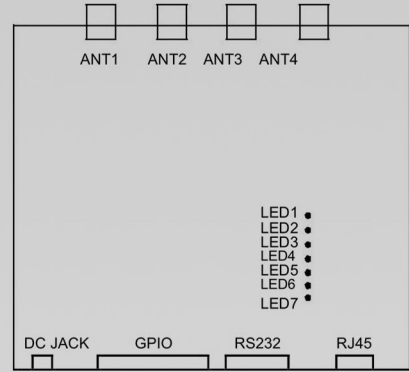 ANT1 ANT2 ANT3 ANT4
LED1
LED2
LED3
LED4
LED5
LED6
LED7
DC JACK GPIO RS232 RJ45